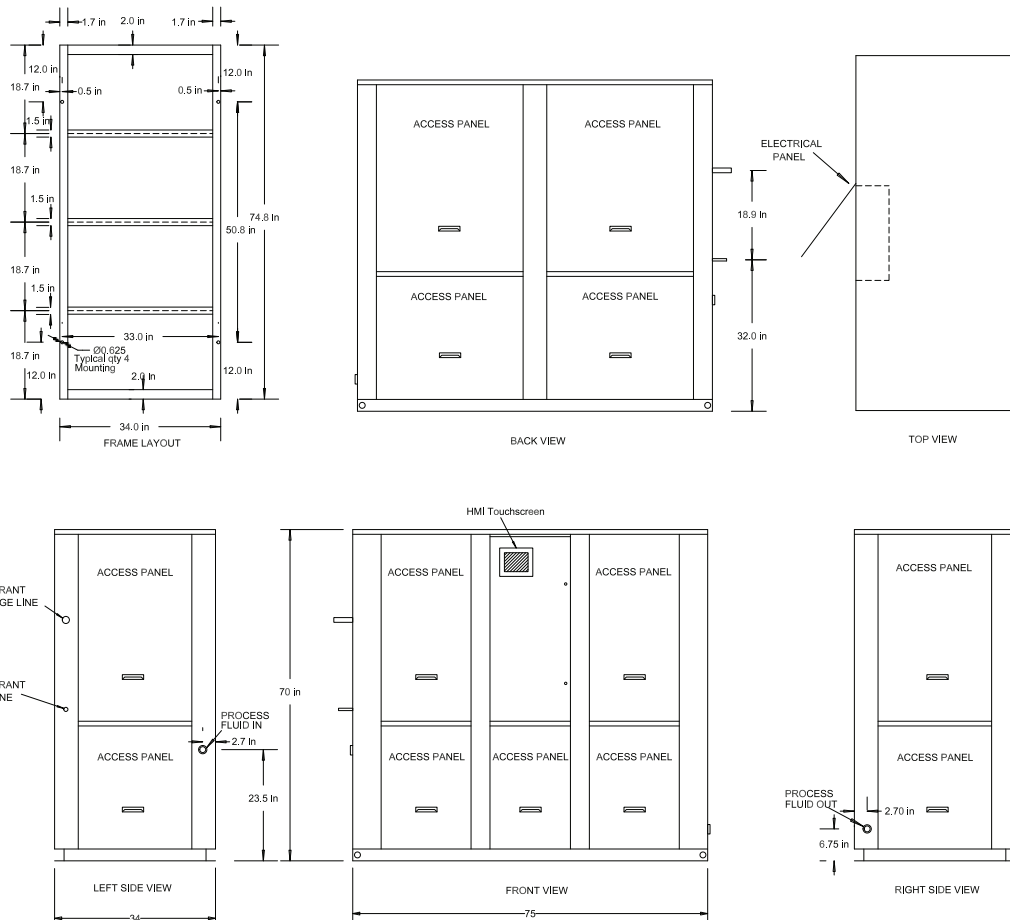 1.7 in
2.0 in
1.7 in
12.0 in
12.0 in
18.7 in
0.5 in
0.5 in
1.5 in
18.7 in
1.5 in
74.8 in
50.8 in
18.7 in
1.5 in
33.0 in
Ø0.625
Typical qty 4
Mounting
18.7 in
12.0 in
2.0 in
12.0 in
34.0 in
FRAME LAYOUT
ACCESS PANEL
ACCESS PANEL
ACCESS PANEL
ACCESS PANEL
18.9 in
32.0 in
BACK VIEW
ELECTRICAL
PANEL
TOP VIEW
RANT
GE LINE
RANT
NE
ACCESS PANEL
ACCESS PANEL
PROCESS
FLUID IN
2.7 in
23.5 in
LEFT SIDE VIEW
34
HMI Touchscreen
70 in
ACCESS PANEL
ACCESS PANEL
ACCESS PANEL
ACCESS PANEL
ACCESS PANEL
FRONT VIEW
75
ACCESS PANEL
ACCESS PANEL
PROCESS
FLUID OUT
2.70 in
6.75 in
RIGHT SIDE VIEW